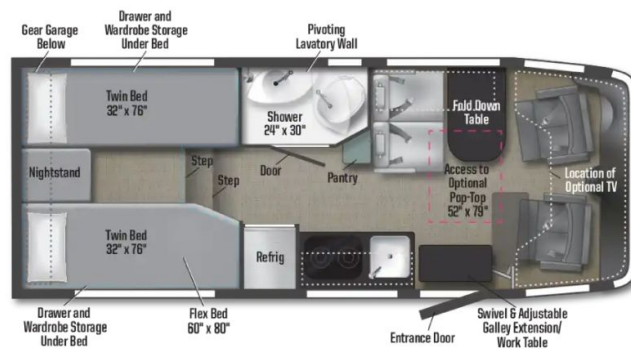 Drawer and
Wardrobe Storage
Under Bed
Gear Garage
Below
Pivoting
Lavatory Wall
Twin Bed
32" x 76"
Shower
24" x 30"
Fold Down
Table
Nightstand
Step
Step
Door
Pantry
Access to
Optional
Pop-Top
52" x 79"
Location of
Optional TV
Twin Bed
32" x 76"
Refrig
Drawer and
Wardrobe Storage
Under Bed
Flex Bed
60" x 80"
Entrance Door
Swivel & Adjustable
Galley Extension/
Work Table